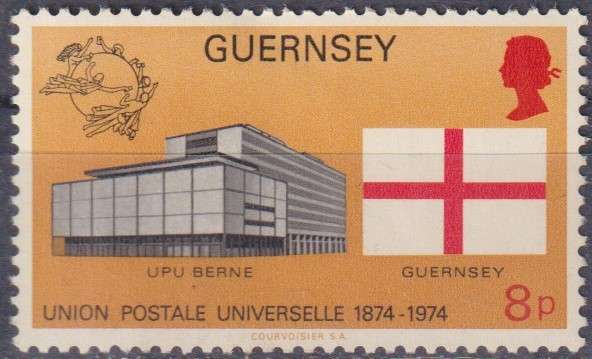 GUERNSEY
UPU BERNE
GUERNSEY
UNION POSTALE UNIVERSELLE 1874-1974
8p
COURVOISIER S.A.